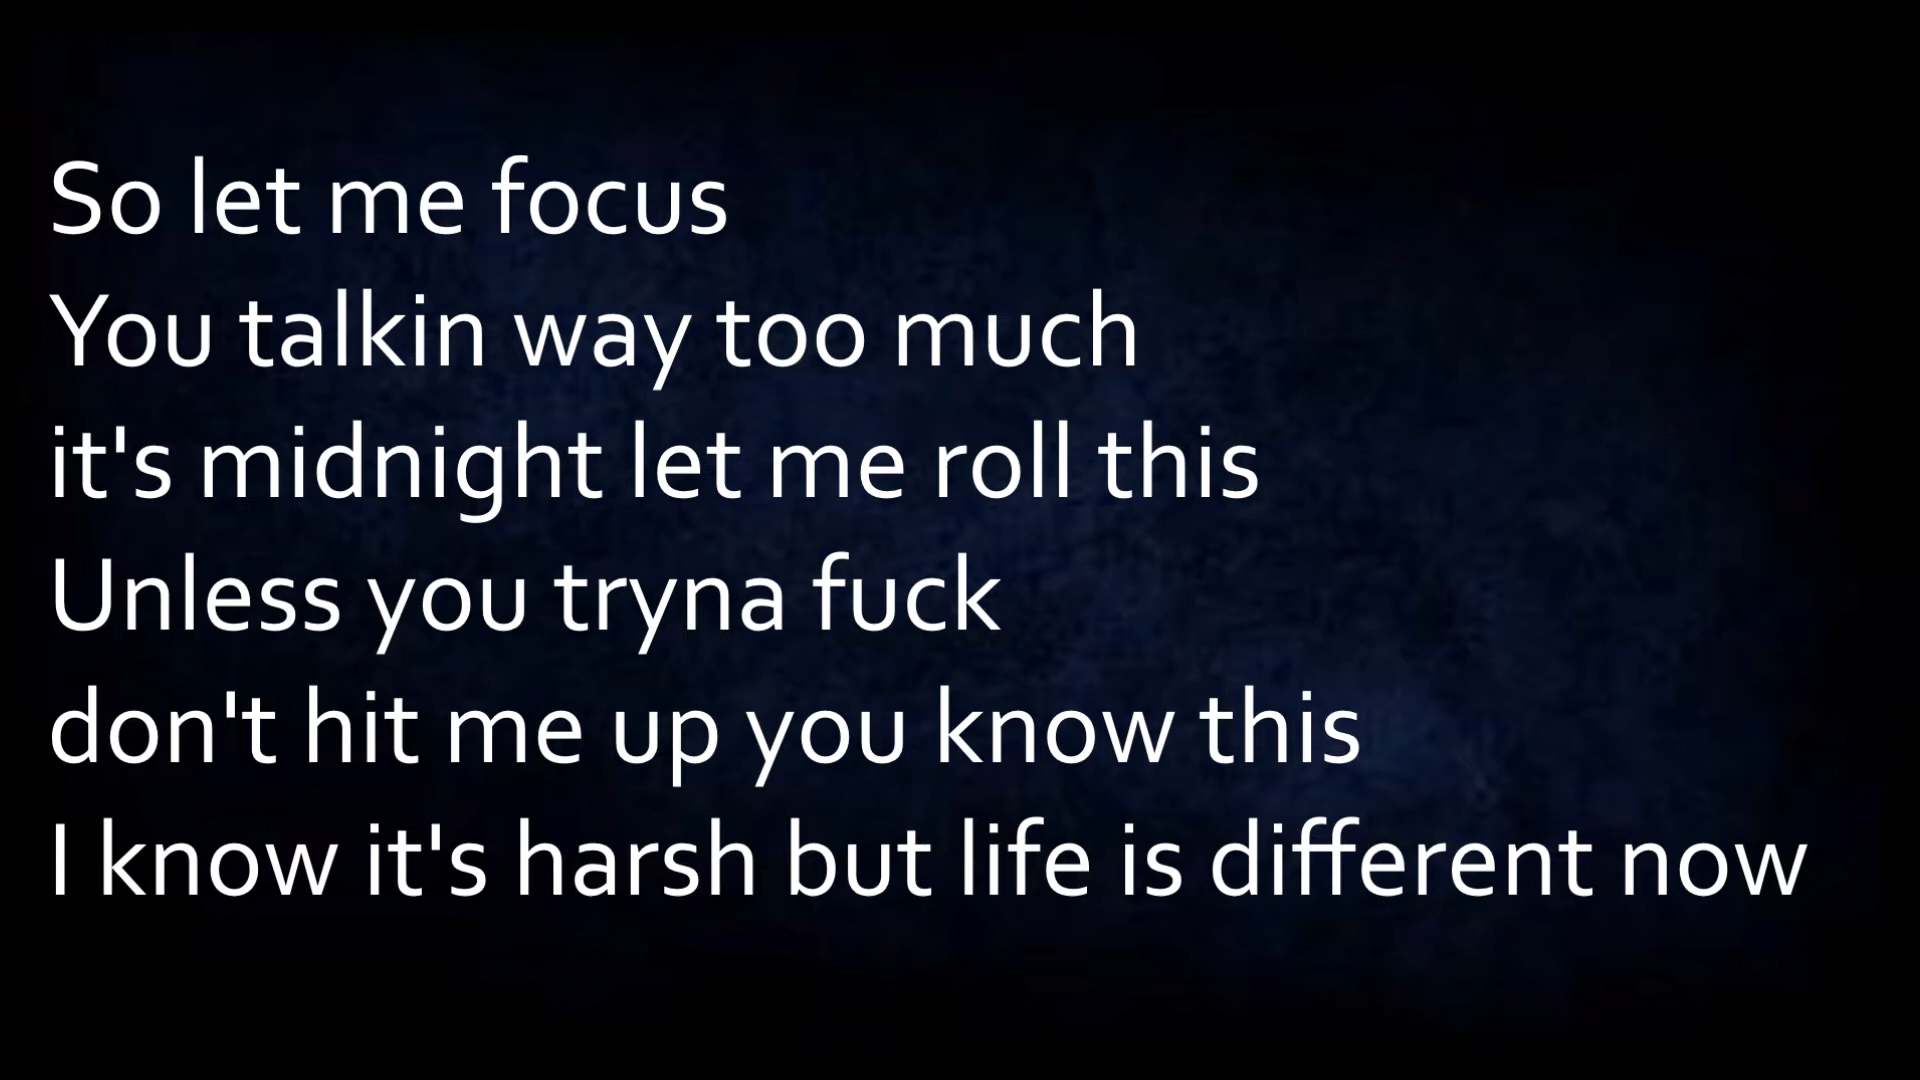 So let me focus
You talkin way too much
it's midnight let me roll this
Unless you tryna fuck
don't hit me up you know this
I know it's harsh but life is different now